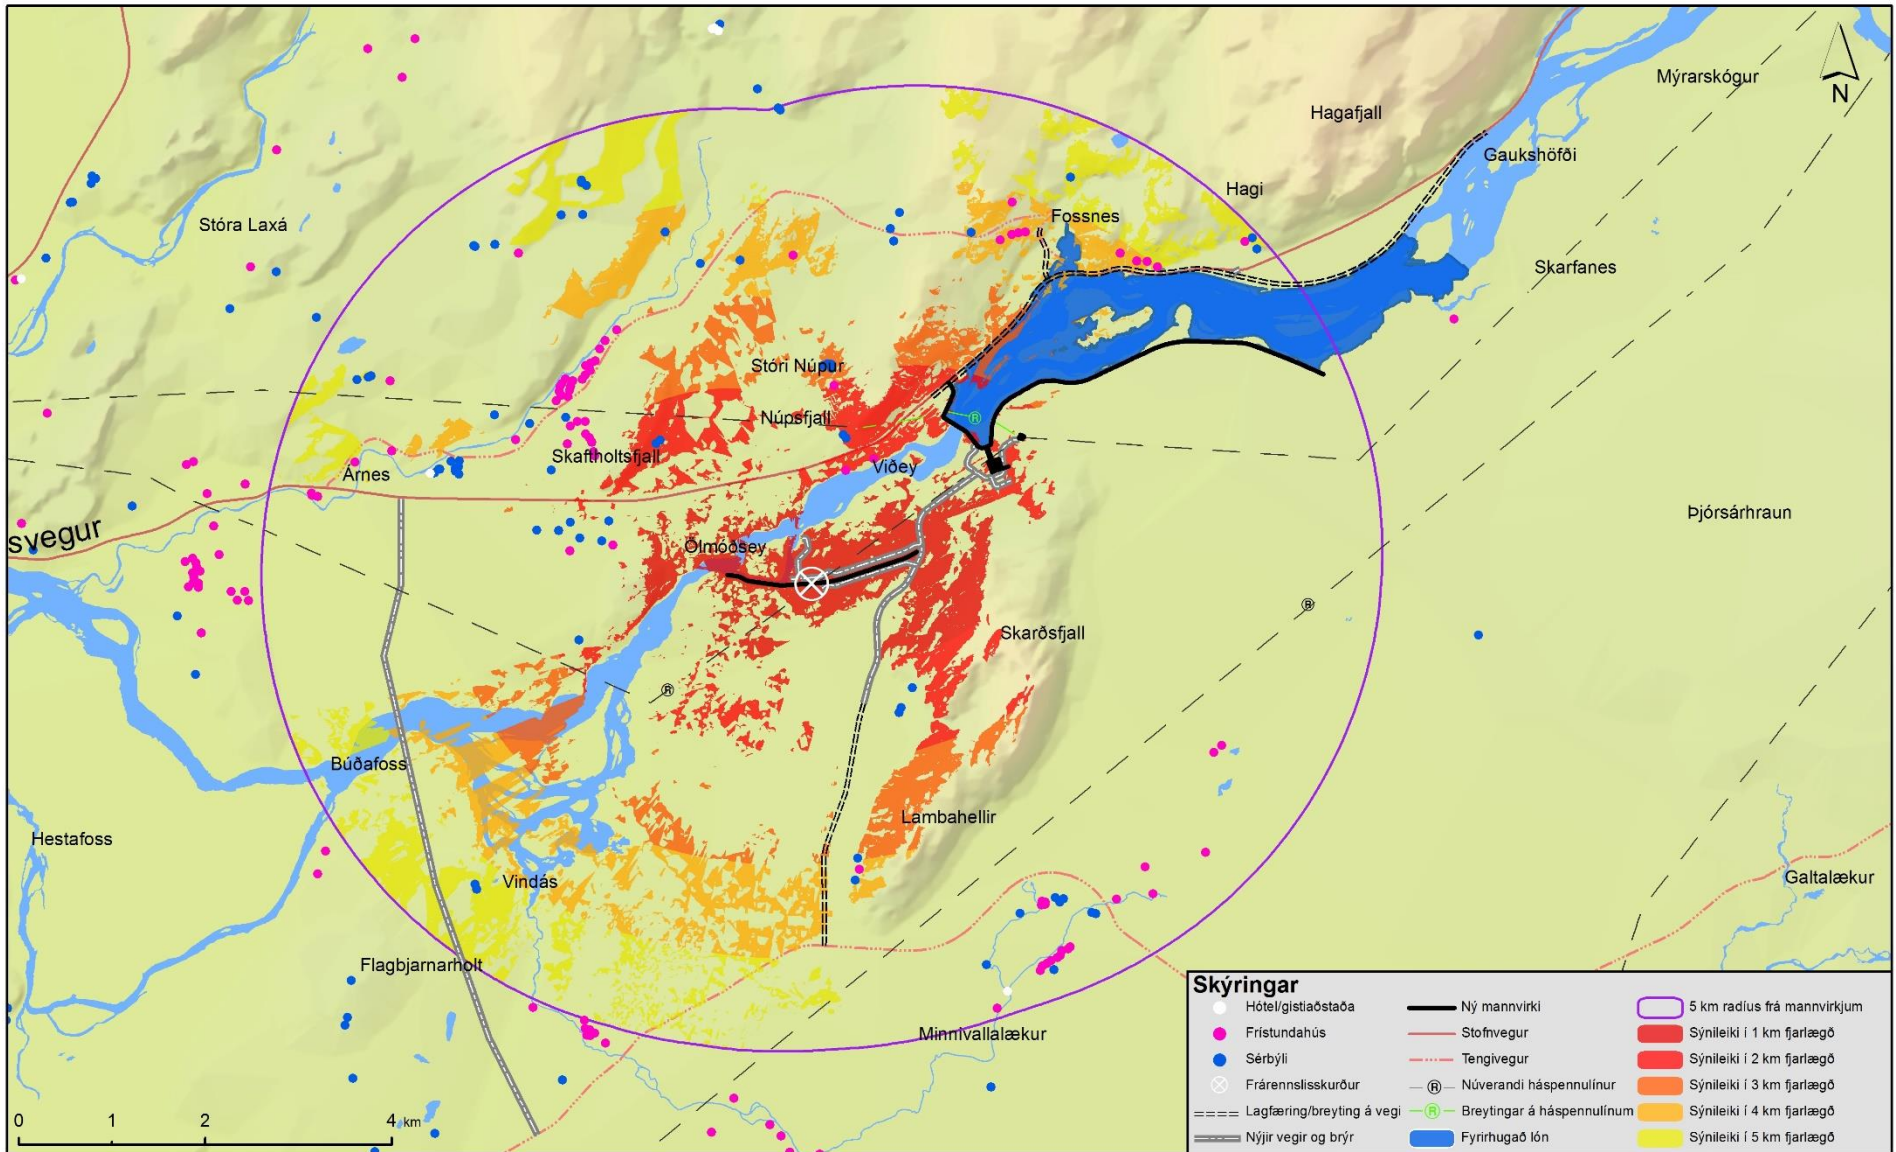 Mýrarskógur
N
Hagafjall
Gaukshöfði
Hagi
Fossnes
Stóra Laxá
Skarfanes
Stóri Núpur
Núpsfjall
Skaftholtsfjall
Viðey
Árnes
Þjórsárhraun
svegur
Ölmóðsey
Skarðsfjall
R
R
R
Búðafoss
Lambahellir
Hestafoss
Vindás
Galtalækur
Flagbjarnarholt
Minnivallalækur
0 1 2 4 km
Skýringar
Hótel/gistiaðstaða
Frístundahús
Sérbýli
Frárennslisskurður
Lagfæring/breyting á vegi
Nýjir vegir og brýr
Ný mannvirki
Stofnvegur
Tengivegur
R Núverandi háspennulínur
R Breytingar á háspennulínum
Fyrirhugað lón
5 km radíus frá mannvirkjum
Sýnileiki í 1 km fjarlægð
Sýnileiki í 2 km fjarlægð
Sýnileiki í 3 km fjarlægð
Sýnileiki í 4 km fjarlægð
Sýnileiki í 5 km fjarlægð